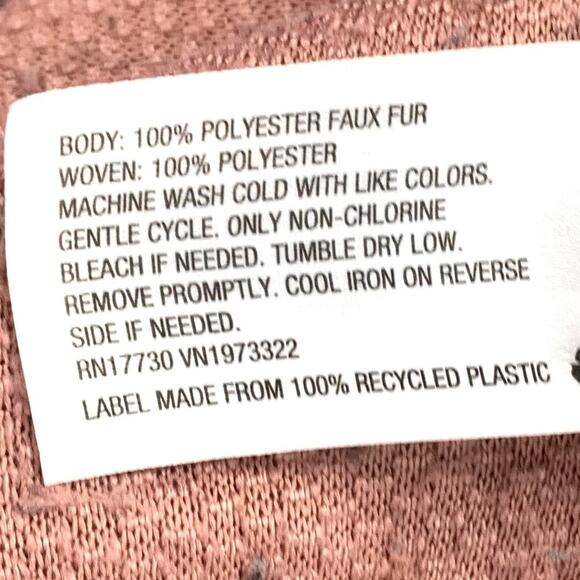 BODY: 100% POLYESTER FAUX FUR
WOVEN: 100% POLYESTER
MACHINE WASH COLD WITH LIKE COLORS.
GENTLE CYCLE. ONLY NON-CHLORINE
BLEACH IF NEEDED. TUMBLE DRY LOW.
REMOVE PROMPTLY. COOL IRON ON REVERSE
SIDE IF NEEDED.
RN17730 VN1973322
LABEL MADE FROM 100% RECYCLED PLASTIC